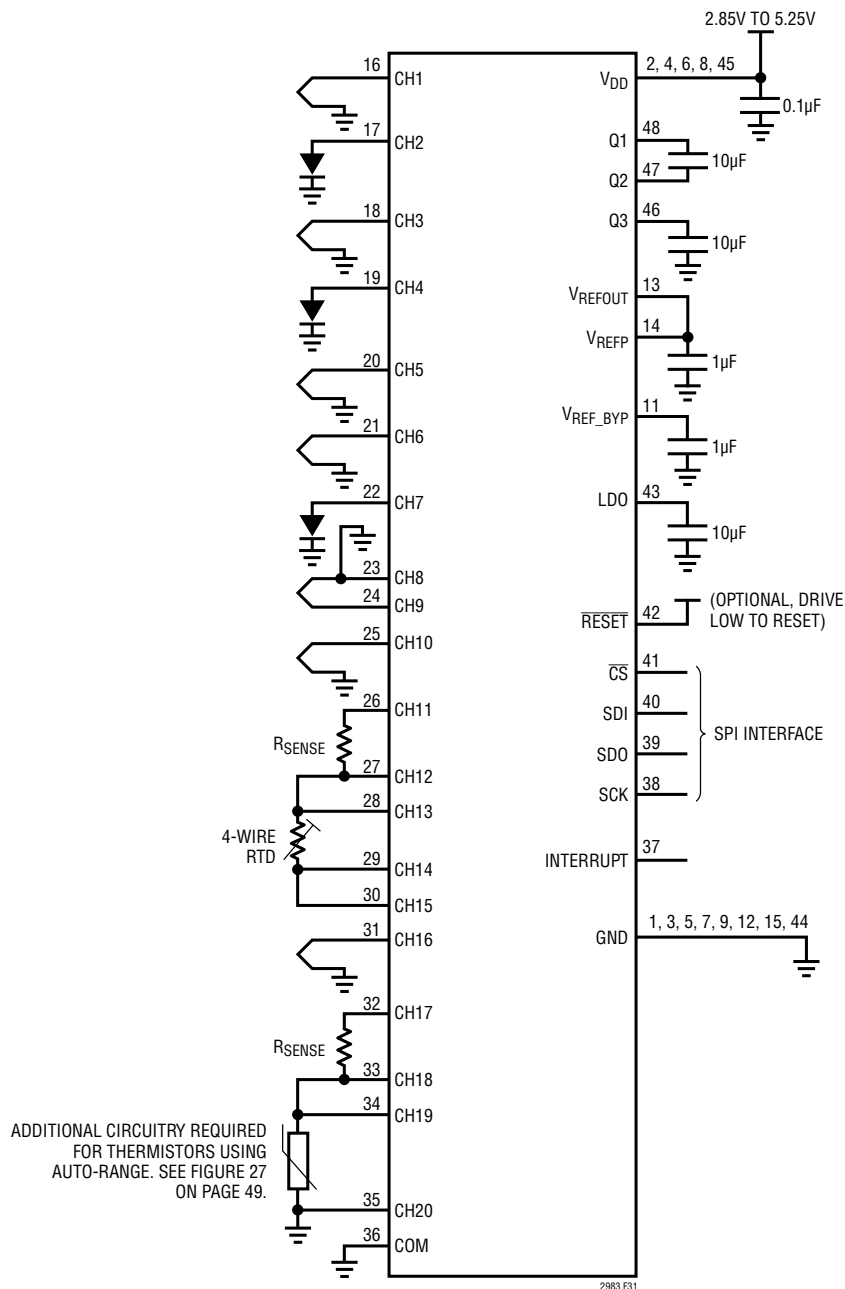 2.85V TO 5.25V
16
CH1
17
CH2
18
CH3
19
CH4
20
CH5
21
CH6
22
CH7
23
CH8
24
CH9
25
CH10
26
CH11
RSENSE
27
CH12
28
CH13
4-WIRE
RTD
29
CH14
30
CH15
31
CH16
32
CH17
RSENSE
33
CH18
34
CH19
ADDITIONAL CIRCUITRY REQUIRED
FOR THERMISTORS USING
AUTO-RANGE. SEE FIGURE 27
ON PAGE 49.
35
CH20
36
COM
VDD
2, 4, 6, 8, 45
0.1µF
Q1
48
10µF
Q2
47
Q3
46
10µF
VREFOUT
13
VREFP
14
1µF
VREF_BYP
11
1µF
LDO
43
10µF
RESET
42
(OPTIONAL, DRIVE
LOW TO RESET)
CS
41
SDI
40
SDO
39
SCK
38
SPI INTERFACE
INTERRUPT
37
GND
1, 3, 5, 7, 9, 12, 15, 44
2983 F31